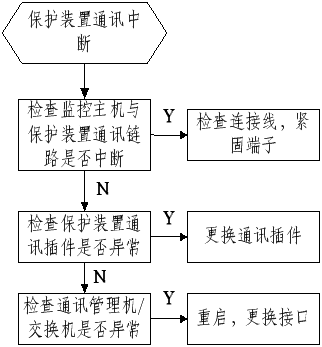 保护装置通讯中
断
检查监控主机与
保护装置通讯链
路是否中断
Y
检查连接线，紧
固端子
N
检查保护装置通
讯插件是否异常
Y
更换通讯插件
N
检查通讯管理机/
交换机是否异常
Y
重启，更换接口